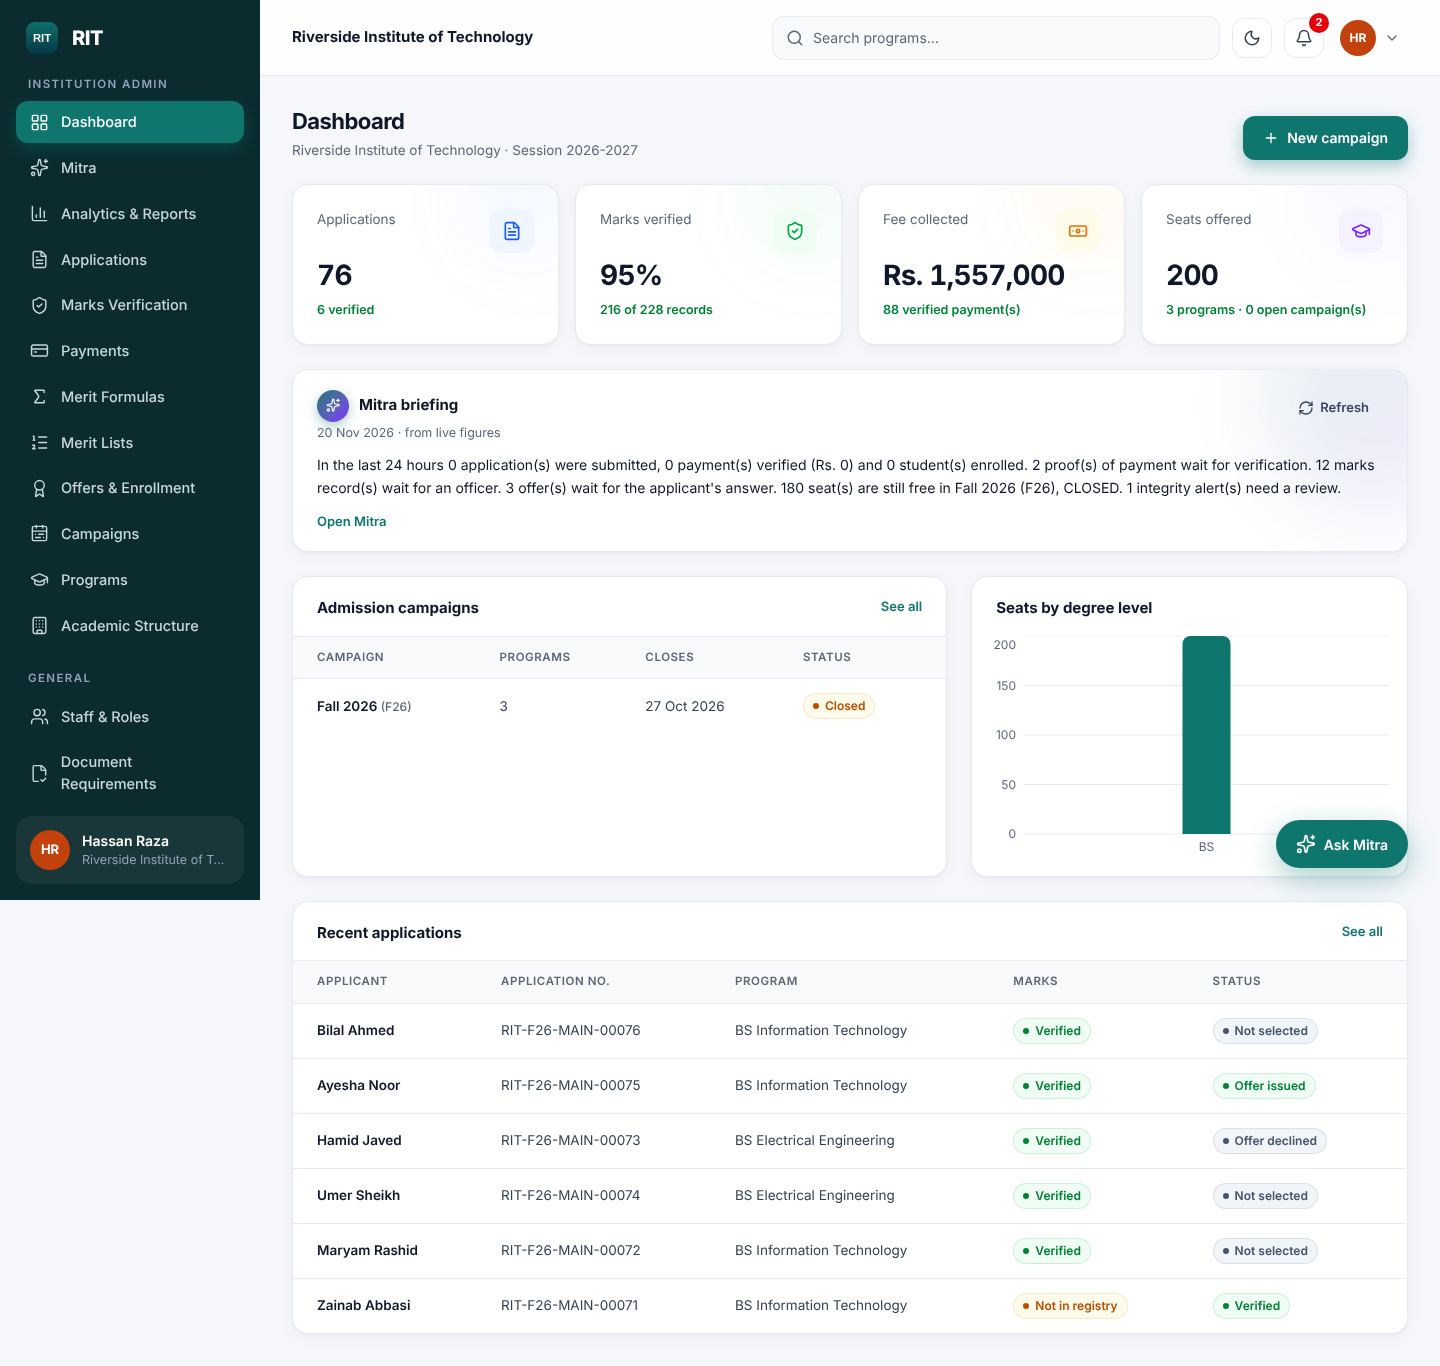 RIT RIT
INSTITUTION ADMIN
Dashboard
Mitra
Analytics & Reports
Applications
Marks Verification
Payments
Merit Formulas
Merit Lists
Offers & Enrollment
Campaigns
Programs
Academic Structure
GENERAL
Staff & Roles
Document
Requirements
HR
Hassan Raza
Riverside Institute of T...
Riverside Institute of Technology
Search programs...
2
HR
Dashboard
Riverside Institute of Technology · Session 2026-2027
New campaign
Applications
76
6 verified
Marks verified
95%
216 of 228 records
Fee collected
Rs. 1,557,000
88 verified payment(s)
Seats offered
200
3 programs · 0 open campaign(s)
Mitra briefing
Refresh
20 Nov 2026 · from live figures
In the last 24 hours 0 application(s) were submitted, 0 payment(s) verified (Rs. 0) and 0 student(s) enrolled. 2 proof(s) of payment wait for verification. 12 marks
record(s) wait for an officer. 3 offer(s) wait for the applicant's answer. 180 seat(s) are still free in Fall 2026 (F26), CLOSED. 1 integrity alert(s) need a review.
Open Mitra
Admission campaigns
See all
CAMPAIGN PROGRAMS CLOSES STATUS
Fall 2026 (F26) 3 27 Oct 2026 Closed
Seats by degree level
200
150
100
50
0
BS
Ask Mitra
Recent applications
See all
APPLICANT APPLICATION NO. PROGRAM MARKS STATUS
Bilal Ahmed RIT-F26-MAIN-00076 BS Information Technology Verified Not selected
Ayesha Noor RIT-F26-MAIN-00075 BS Information Technology Verified Offer issued
Hamid Javed RIT-F26-MAIN-00073 BS Electrical Engineering Verified Offer declined
Umer Sheikh RIT-F26-MAIN-00074 BS Electrical Engineering Verified Not selected
Maryam Rashid RIT-F26-MAIN-00072 BS Information Technology Verified Not selected
Zainab Abbasi RIT-F26-MAIN-00071 BS Information Technology Not in registry Verified